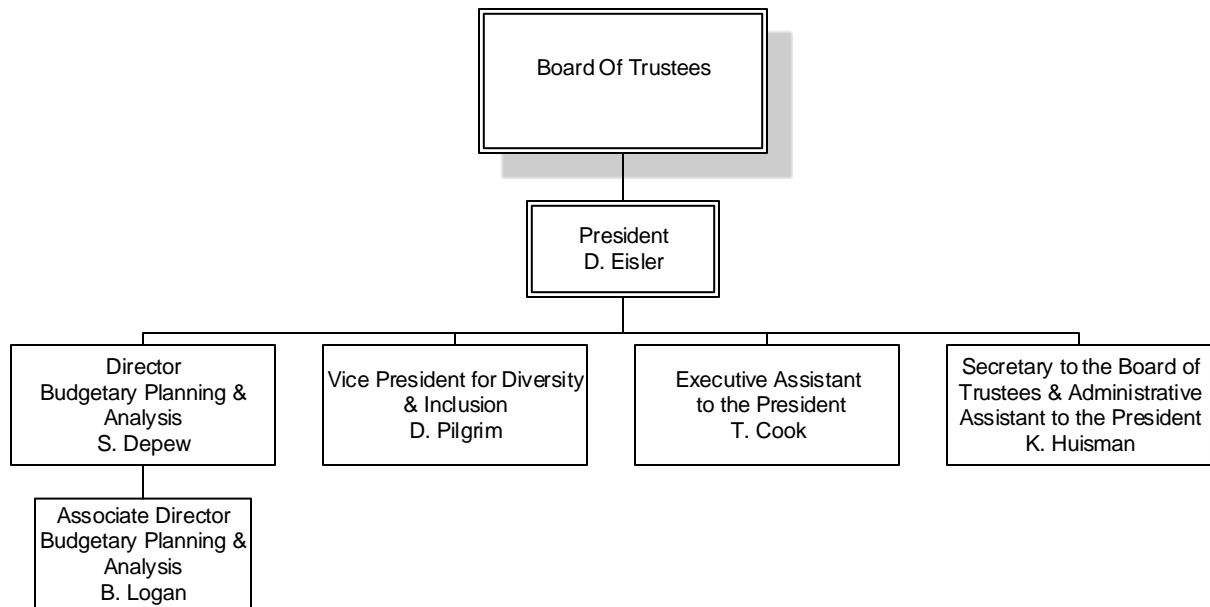 Board Of Trustees
President
D. Eisler
Director
Budgetary Planning &
Analysis
S. Depew
Vice President for Diversity
& Inclusion
D. Pilgrim
Executive Assistant
to the President
T. Cook
Secretary to the Board of
Trustees & Administrative
Assistant to the President
K. Huisman
Associate Director
Budgetary Planning &
Analysis
B. Logan